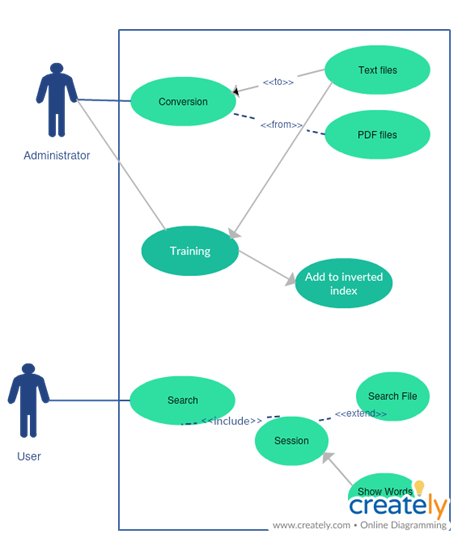 Text files
<<to>>
Conversion
<<from>>
PDF files
Administrator
Training
Add to inverted
index
Search File
Search
<<include>>
<<extend>>
Session
User
Show Words
creately
www.creately.com • Online Diagramming